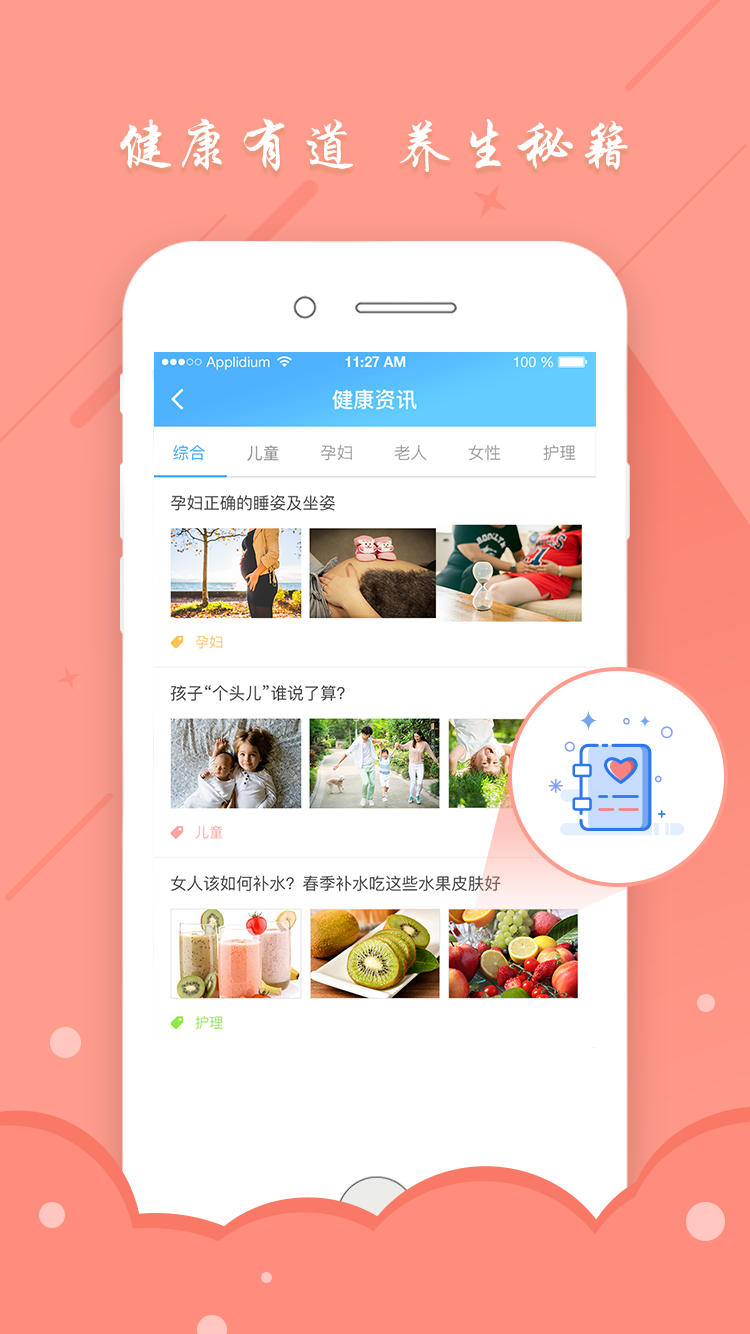 健康有道 养生秘籍
Applidium 11:27 AM 100 %
健康资讯
综合 儿童 孕妇 老人 女性 护理
孕妇正确的睡姿及坐姿
BROOKLYN
1
孕妇
孩子“个头儿”谁说了算?
儿童
女人该如何补水? 春季补水吃这些水果皮肤好
护理